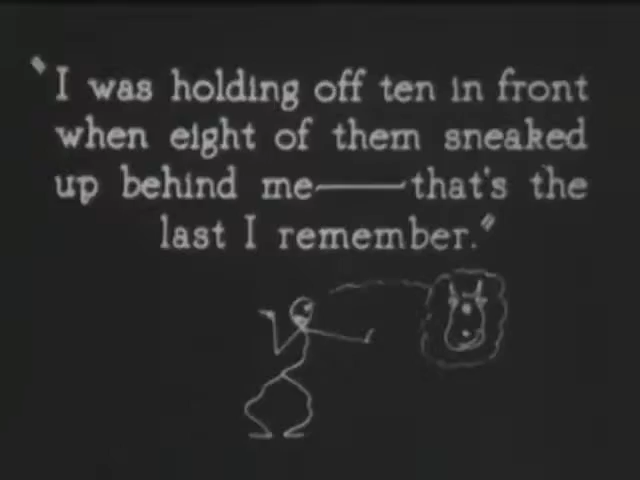 "I was holding off ten in front
when eight of them sneaked
up behind me——that's the
last I remember."